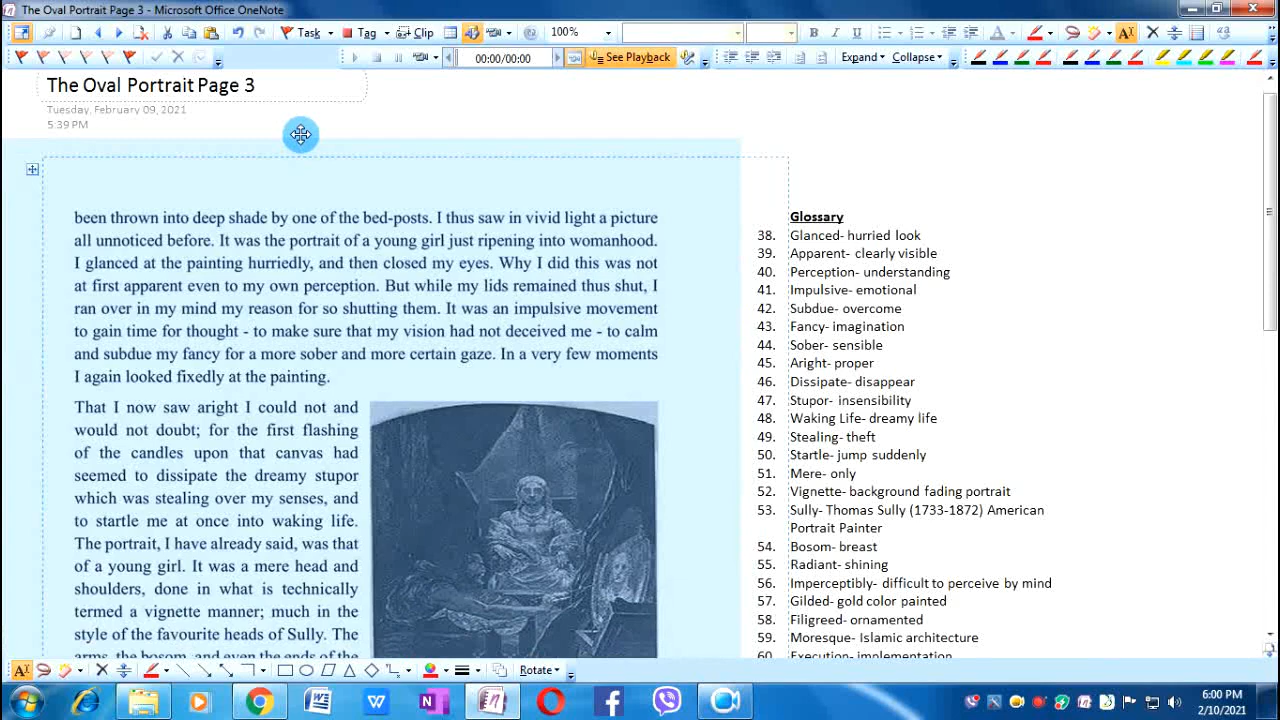 The Oval Portrait Page 3 - Microsoft Office OneNote
Task Tag Clip 100% B I U
00:00/00:00 See Playback Expand Collapse
The Oval Portrait Page 3
Tuesday, February 09, 2021
5:39 PM
been thrown into deep shade by one of the bed-posts. I thus saw in vivid light a picture
all unnoticed before. It was the portrait of a young girl just ripening into womanhood.
I glanced at the painting hurriedly, and then closed my eyes. Why I did this was not
at first apparent even to my own perception. But while my lids remained thus shut, I
ran over in my mind my reason for so shutting them. It was an impulsive movement
to gain time for thought - to make sure that my vision had not deceived me - to calm
and subdue my fancy for a more sober and more certain gaze. In a very few moments
I again looked fixedly at the painting.
That I now saw aright I could not and
would not doubt; for the first flashing
of the candles upon that canvas had
seemed to dissipate the dreamy stupor
which was stealing over my senses, and
to startle me at once into waking life.
The portrait, I have already said, was that
of a young girl. It was a mere head and
shoulders, done in what is technically
termed a vignette manner; much in the
style of the favourite heads of Sully. The
arms, the bosom, and even the ends of the
Glossary
38. Glanced- hurried look
39. Apparent- clearly visible
40. Perception- understanding
41. Impulsive- emotional
42. Subdue- overcome
43. Fancy- imagination
44. Sober- sensible
45. Aright- proper
46. Dissipate- disappear
47. Stupor- insensibility
48. Waking Life- dreamy life
49. Stealing- theft
50. Startle- jump suddenly
51. Mere- only
52. Vignette- background fading portrait
53. Sully- Thomas Sully (1733-1872) American
Portrait Painter
54. Bosom- breast
55. Radiant- shining
56. Imperceptibly- difficult to perceive by mind
57. Gilded- gold color painted
58. Filigreed- ornamented
59. Moresque- Islamic architecture
60. Execution- implementation
Rotate
6:00 PM
2/10/2021